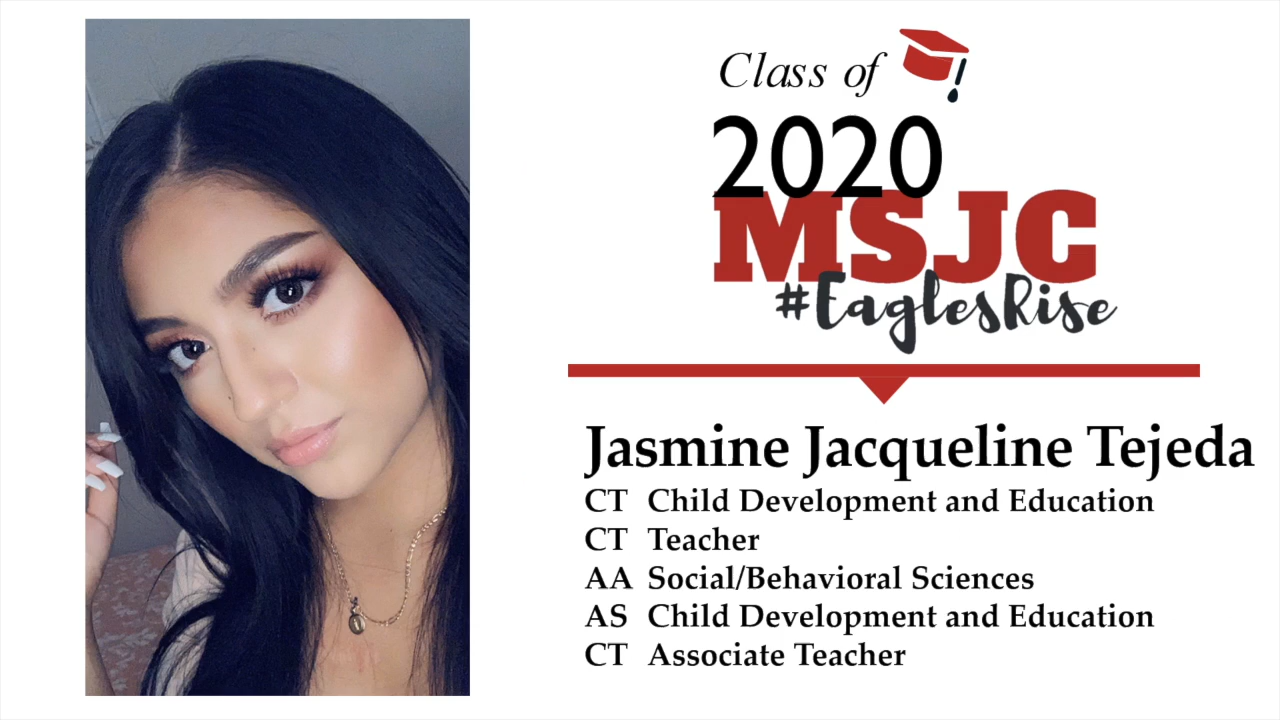 Class of
2020
MSJC
#EaglesRise
Jasmine Jacqueline Tejeda
CT Child Development and Education
CT Teacher
AA Social/Behavioral Sciences
AS Child Development and Education
CT Associate Teacher